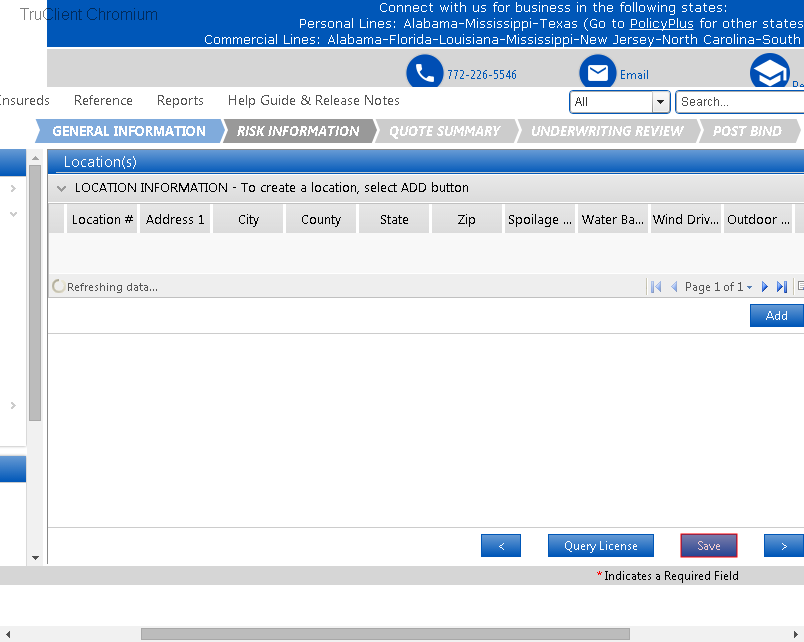 TruClient Chromium
Connect with us for business in the following states:
Personal Lines: Alabama-Mississippi-Texas (Go to PolicyPlus for other states
Commercial Lines: Alabama-Florida-Louisiana-Mississippi-New Jersey-North Carolina-South
772-226-5546
Email
Insureds Reference Reports Help Guide & Release Notes
All Search...
GENERAL INFORMATION RISK INFORMATION QUOTE SUMMARY UNDERWRITING REVIEW POST BIND
Location(s)
LOCATION INFORMATION - To create a location, select ADD button
Location # Address 1 City County State Zip Spoilage ... Water Ba... Wind Driv... Outdoor ...
Refreshing data... Page 1 of 1
Add
< Query License Save >
*Indicates a Required Field